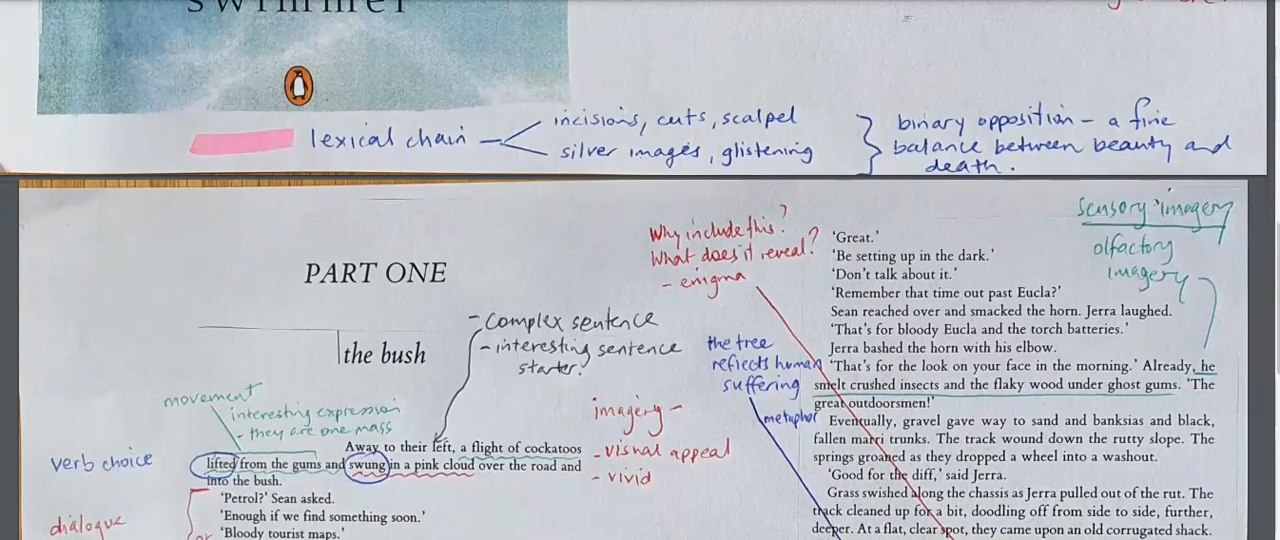 swimmer
lexical chain
incisions, cuts, scalpel
silver images, glistening
binary opposition – a fine
balance between beauty and
death.
PART ONE
the bush
movement
interesting expression
- they are one mass
verb choice
- complex sentence
- interesting sentence
starter.
Away to their left, a flight of cockatoos
lifted from the gums and swung in a pink cloud over the road and
into the bush.
'Petrol?' Sean asked.
'Enough if we find something soon.'
'Bloody tourist maps.'
dialogue
imagery -
- visual appeal
- vivid
Why include this?
What does it reveal?
- enigma
the tree
reflects human
suffering
metaphor
sensory imagery
olfactory
imagery
'Great.'
'Be setting up in the dark.'
'Don't talk about it.'
'Remember that time out past Eucla?'
Sean reached over and smacked the horn. Jerra laughed.
'That's for bloody Eucla and the torch batteries.'
Jerra bashed the horn with his elbow.
'That's for the look on your face in the morning.' Already, he
smelt crushed insects and the flaky wood under ghost gums. 'The
great outdoorsmen!'
Eventually, gravel gave way to sand and banksias and black,
fallen marri trunks. The track wound down the rutty slope. The
springs groaned as they dropped a wheel into a washout.
'Good for the diff,' said Jerra.
Grass swished along the chassis as Jerra pulled out of the rut. The
track cleaned up for a bit, doodling off from side to side, further,
deeper. At a flat, clear spot, they came upon an old corrugated shack.